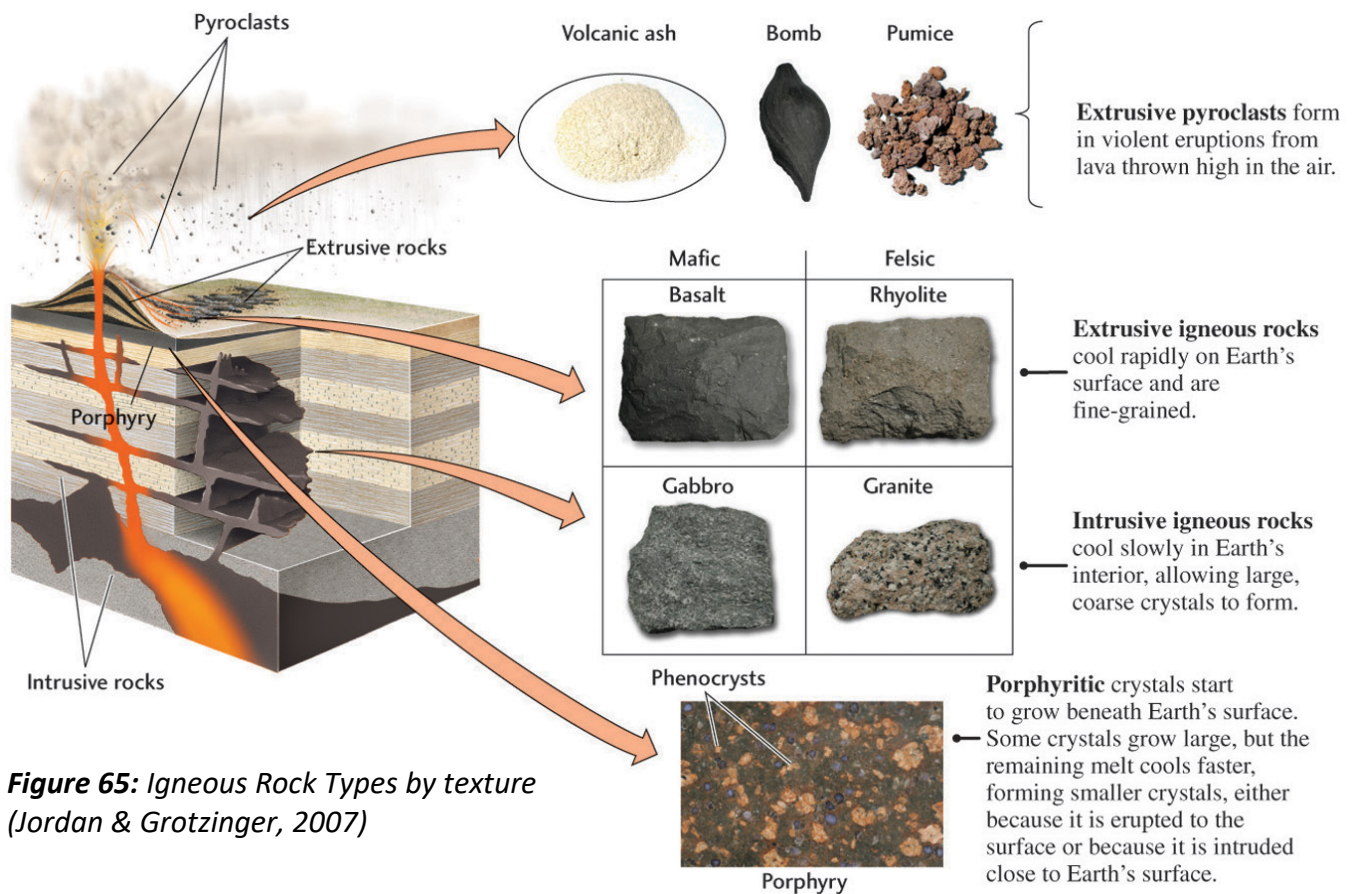 Pyroclasts
Volcanic ash
Bomb
Pumice
Extrusive pyroclasts form
in violent eruptions from
lava thrown high in the air.
Extrusive rocks
Porphyry
Intrusive rocks
Mafic
Felsic
Basalt
Rhyolite
Extrusive igneous rocks
cool rapidly on Earth's
surface and are
fine-grained.
Gabbro
Granite
Intrusive igneous rocks
cool slowly in Earth's
interior, allowing large,
coarse crystals to form.
Phenocrysts
Porphyry
Porphyritic crystals start
to grow beneath Earth's surface.
Some crystals grow large, but the
remaining melt cools faster,
forming smaller crystals, either
because it is erupted to the
surface or because it is intruded
close to Earth's surface.
Figure 65: Igneous Rock Types by texture
(Jordan & Grotzinger, 2007)